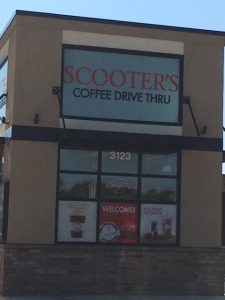 SCOOTER'S
COFFEE DRIVE THRU
3123
WELCOME!